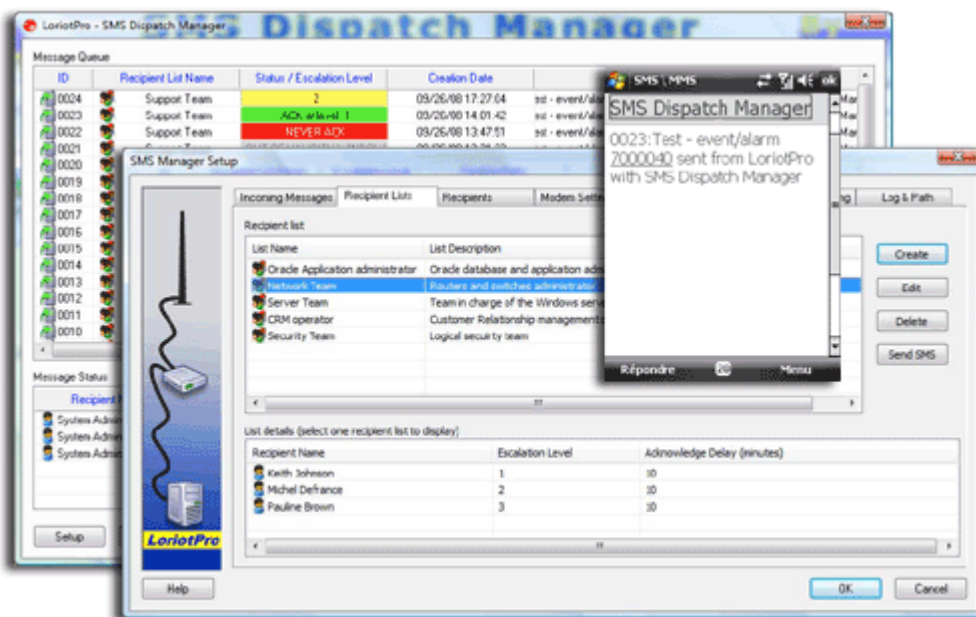 SMS Dispatch Manager
LoriotPro - SMS Dispatch Manager
Message Queue
ID Recipient List Name Status / Escalation Level Creation Date
0024 Support Team 2 09/26/08 17:27:04
0023 Support Team 09/26/08 14:01:42
0022 Support Team NEVER ACK 09/26/08 13:47:51
0021
0020
0019
0018
0017
0016
0015
0014
0013
0012
0011
0010
Message Status
System
System
System
Setup
SMS Manager Setup
Incoming Messages Recipient Lists Recipients Modem Log & Path
Recipient list
List Name List Description
Oracle Application administrator Oracle database and application
Network Team Routers and switches administrator
Server Team Team in charge of the Windows
CRM operator Customer Relationship management
Security Team Logical security team
Create
Edit
Delete
Send SMS
List details (select one recipient list to display)
Recipient Name Escalation Level Acknowledge Delay (minutes)
Keith Johnson 1 10
Michel Defrance 2 10
Pauline Brown 3 10
LoriotPro
Help OK Cancel
SMS \ MMS ok
SMS Dispatch Manager
0023:Test - event/alarm
7000040 sent from LoriotPro
with SMS Dispatch Manager
Répondre Menu